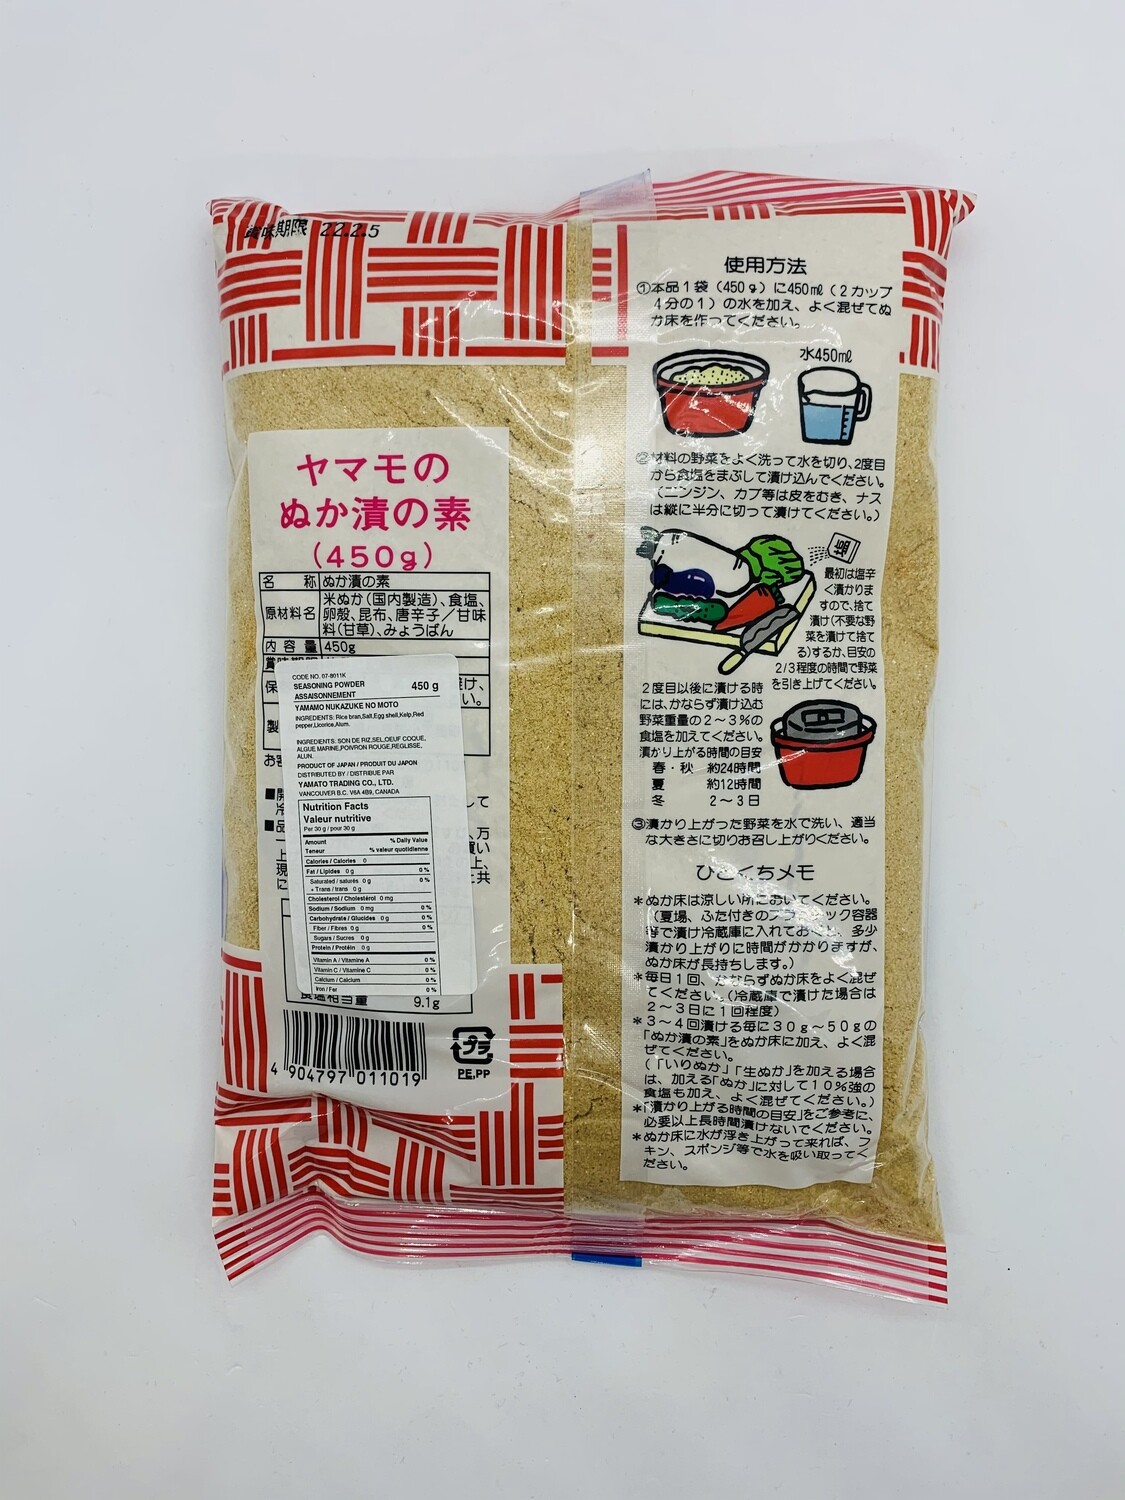 賞味期限 22.2.5
ヤマモの
ぬか漬の素
(450g)
名 称 ぬか漬の素
原材料名 米ぬか(国内製造)、食塩、
卵殻、昆布、唐辛子/甘味
料(甘草)、みょうばん
内容量 450g
保
け、
い。
製
お客
CODE NO. 07-8011K
SEASONING POWDER 450 g
ASSAISONNEMENT
YAMAMO NUKAZUKE NO MOTO
INGREDIENTS: Rice bran,Salt,Egg shell,Kelp,Red
pepper,Licorice,Alum.
INGREDIENTS: SON DE RIZ,SEL,OEUF COQUE,
ALGUE MARINE,POIVRON ROUGE,REGLISSE,
ALUN.
PRODUCT OF JAPAN / PRODUIT DU JAPON
DISTRIBUTED BY / DISTRIBUE PAR
YAMATO TRADING CO., LTD.
VANCOUVER B.C. V6A 4B9, CANADA
Nutrition Facts
Valeur nutritive
Per 30 g / pour 30 g
Amount % Daily Value
Teneur % valeur quotidienne
Calories / Calories 0
Fat / Lipides 0 g 0 %
Saturated / saturés 0 g 0 %
+ Trans / trans 0 g
Cholesterol / Cholestérol 0 mg
Sodium / Sodium 0 mg 0 %
Carbohydrate / Glucides 0 g 0 %
Fiber / Fibres 0 g 0 %
Sugars / Sucres 0 g
Protein / Protéin 0 g
Vitamin A / Vitamine A 0 %
Vitamin C / Vitamine C 0 %
Calcium / Calcium 0 %
Iron / Fer 0 %
食塩相当量 9.1g
4 904797 011019
プラ
PE,PP
使用方法
①本品1袋(450g)に450㎖(2カップ
4分の1)の水を加え、よく混ぜてぬ
か床を作ってください。
水450㎖
②材料の野菜をよく洗って水を切り、2度目
から食塩をまぶして漬け込んでください。
(ニンジン、カブ等は皮をむき、ナス
は縦に半分に切って漬けてください。)
塩
最初は塩辛
く漬かりま
すので、捨て
漬け(不要な野
菜を漬けて捨て
る)するか、目安の
2/3程度の時間で野菜
を引き上げてください。
2度目以後に漬ける時
には、かならず漬け込む
野菜重量の2~3%の
食塩を加えてください。
漬かり上がる時間の目安
春・秋 約24時間
夏 約12時間
冬 2~3日
③漬かり上がった野菜を水で洗い、適当
な大きさに切りお召し上がりください。
ひとくちメモ
*ぬか床は涼しい所においてください。
(夏場、ふた付きのプラスチック容器
等で漬け冷蔵庫に入れておくと、多少
漬かり上がりに時間がかかりますが、
ぬか床が長持ちします。)
*毎日1回、かならずぬか床をよく混ぜ
てください。(冷蔵庫で漬けた場合は
2~3日に1回程度)
*3~4回漬ける毎に30g~50gの
「ぬか漬の素」をぬか床に加え、よく混
ぜてください。
(「いりぬか」「生ぬか」を加える場合
は、加える「ぬか」に対して10%強の
食塩も加え、よく混ぜてください。)
*「漬かり上がる時間の目安」をご参考に、
必要以上長時間漬けないでください。
*ぬか床に水が浮き上がって来れば、フ
キン、スポンジ等で水を吸い取ってく
ださい。